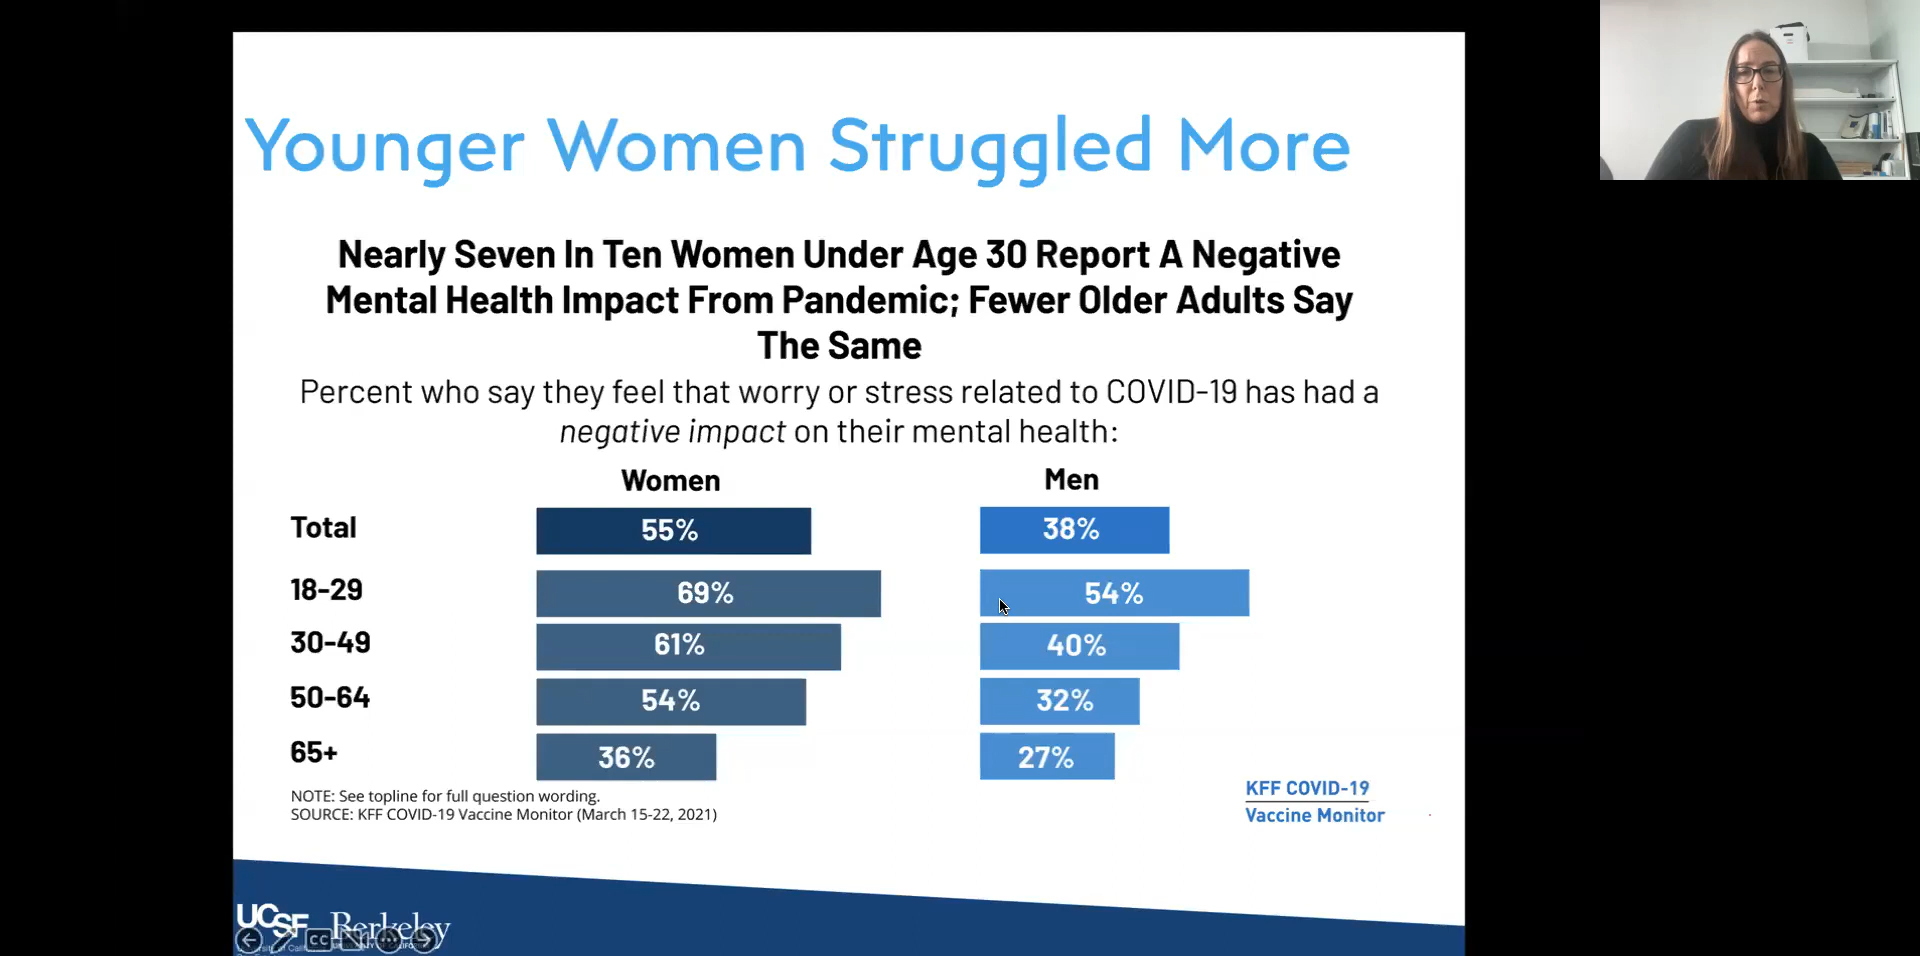 Younger Women Struggled More
Nearly Seven In Ten Women Under Age 30 Report A Negative
Mental Health Impact From Pandemic; Fewer Older Adults Say
The Same
Percent who say they feel that worry or stress related to COVID-19 has had a
negative impact on their mental health:
Women Men
Total 55% 38%
18-29 69% 54%
30-49 61% 40%
50-64 54% 32%
65+ 36% 27%
NOTE: See topline for full question wording.
SOURCE: KFF COVID-19 Vaccine Monitor (March 15-22, 2021)
KFF COVID-19
Vaccine Monitor
UCSF Berkeley
CC